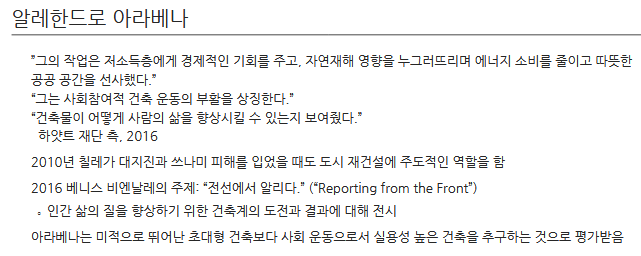 알레한드로 아라베나
”그의 작업은 저소득층에게 경제적인 기회를 주고, 자연재해 영향을 누그러뜨리며 에너지 소비를 줄이고 따뜻한
공공 공간을 선사했다.”
“그는 사회참여적 건축 운동의 부활을 상징한다.”
“건축물이 어떻게 사람의 삶을 향상시킬 수 있는지 보여줬다.”
하얏트 재단 측, 2016
2010년 칠레가 대지진과 쓰나미 피해를 입었을 때도 도시 재건설에 주도적인 역할을 함
2016 베니스 비엔날레의 주제: “전선에서 알리다.” (“Reporting from the Front”)
◦ 인간 삶의 질을 향상하기 위한 건축계의 도전과 결과에 대해 전시
아라베나는 미적으로 뛰어난 초대형 건축보다 사회 운동으로서 실용성 높은 건축을 추구하는 것으로 평가받음